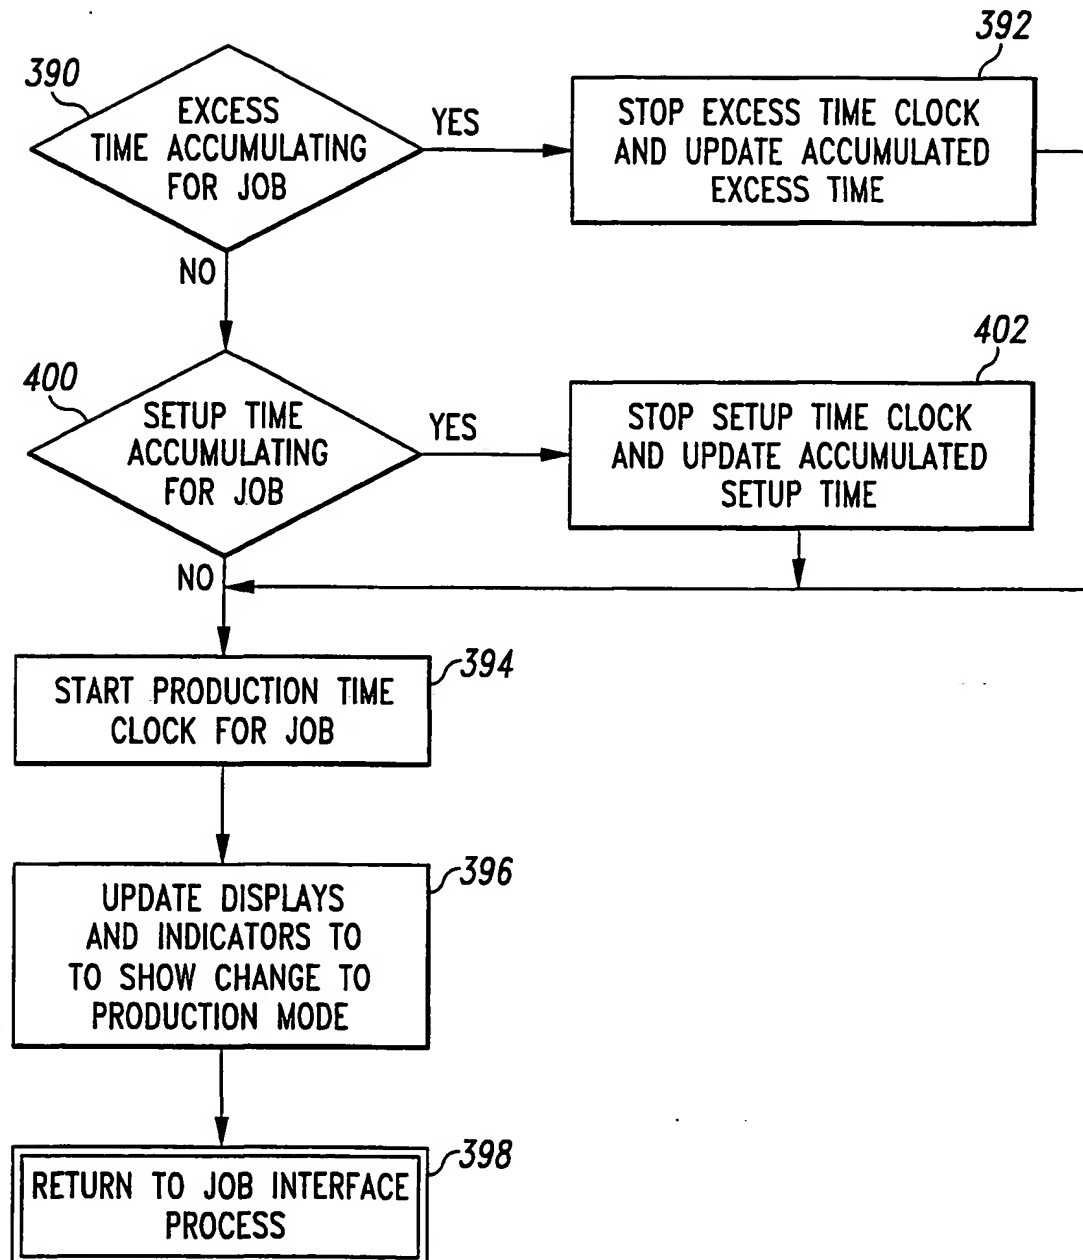 390
EXCESS
TIME ACCUMULATING
FOR JOB
YES
392
STOP EXCESS TIME CLOCK
AND UPDATE ACCUMULATED
EXCESS TIME
NO
400
SETUP TIME
ACCUMULATING
FOR JOB
YES
402
STOP SETUP TIME CLOCK
AND UPDATE ACCUMULATED
SETUP TIME
NO
394
START PRODUCTION TIME
CLOCK FOR JOB
396
UPDATE DISPLAYS
AND INDICATORS TO
TO SHOW CHANGE TO
PRODUCTION MODE
398
RETURN TO JOB INTERFACE
PROCESS